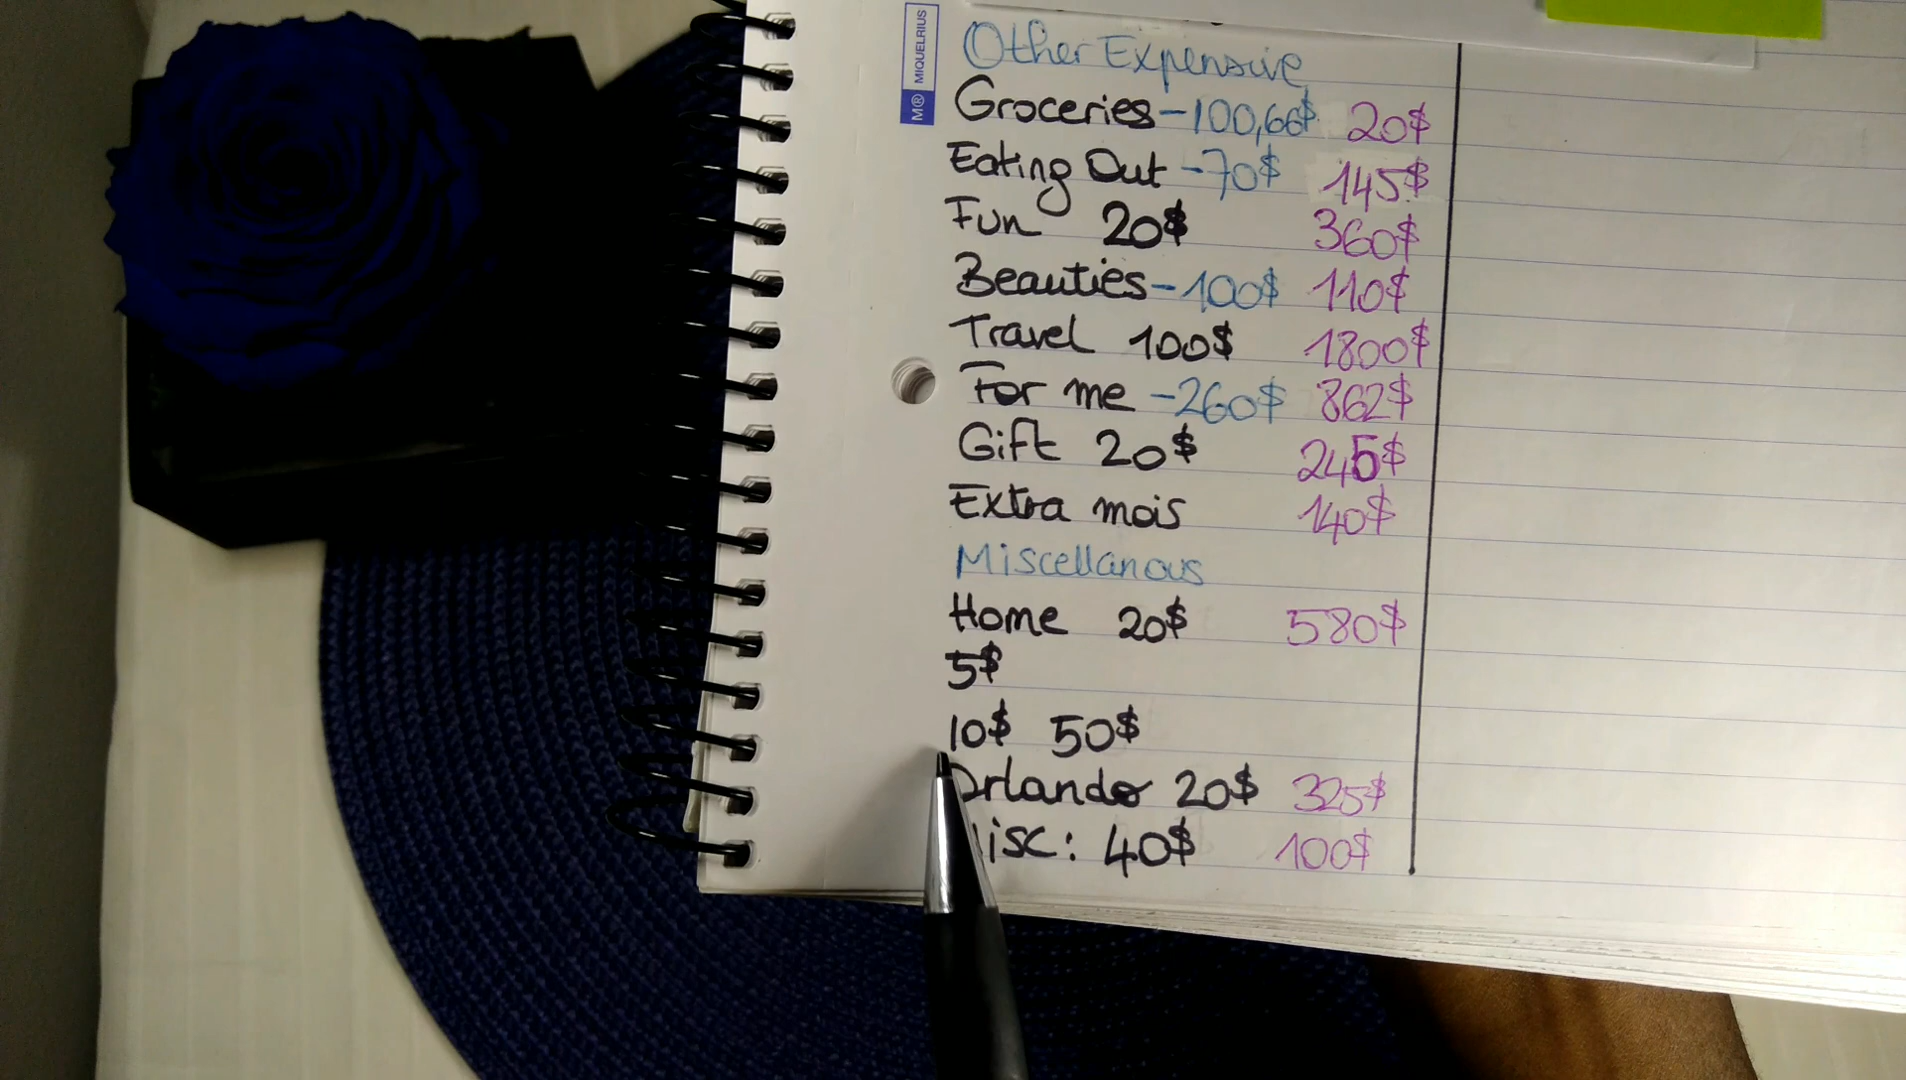 M® MIQUELRIUS
Other Expensive
Groceries -100,66$ 20$
Eating Out -70$ 145$
Fun 20$ 360$
Beauties -100$ 110$
Travel 100$ 1800$
For me -260$ 862$
Gift 20$ 245$
Extra mois 140$
Miscellanous
Home 20$ 580$
5$
10$ 50$
Orlando 20$ 325$
Misc: 40$ 100$